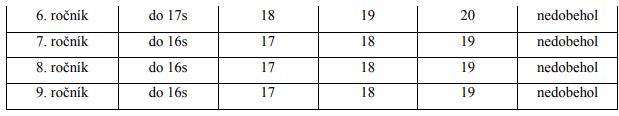 6. ročník do 17s 18 19 20 nedobehol
7. ročník do 16s 17 18 19 nedobehol
8. ročník do 16s 17 18 19 nedobehol
9. ročník do 16s 17 18 19 nedobehol